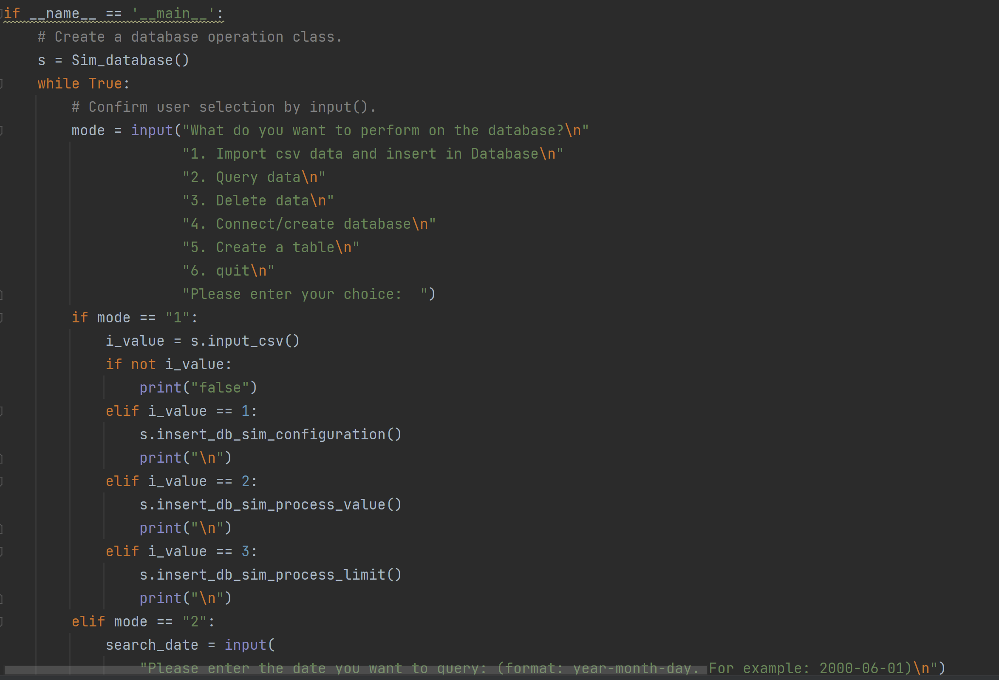 if __name__ == '__main__':
    # Create a database operation class.
    s = Sim_database()
    while True:
        # Confirm user selection by input().
        mode = input("What do you want to perform on the database?\n"
                     "1. Import csv data and insert in Database\n"
                     "2. Query data\n"
                     "3. Delete data\n"
                     "4. Connect/create database\n"
                     "5. Create a table\n"
                     "6. quit\n"
                     "Please enter your choice:  ")
        if mode == "1":
            i_value = s.input_csv()
            if not i_value:
                print("false")
            elif i_value == 1:
                s.insert_db_sim_configuration()
                print("\n")
            elif i_value == 2:
                s.insert_db_sim_process_value()
                print("\n")
            elif i_value == 3:
                s.insert_db_sim_process_limit()
                print("\n")
        elif mode == "2":
            search_date = input(
                "Please enter the date you want to query: (format: year-month-day. For example: 2000-06-01)\n")